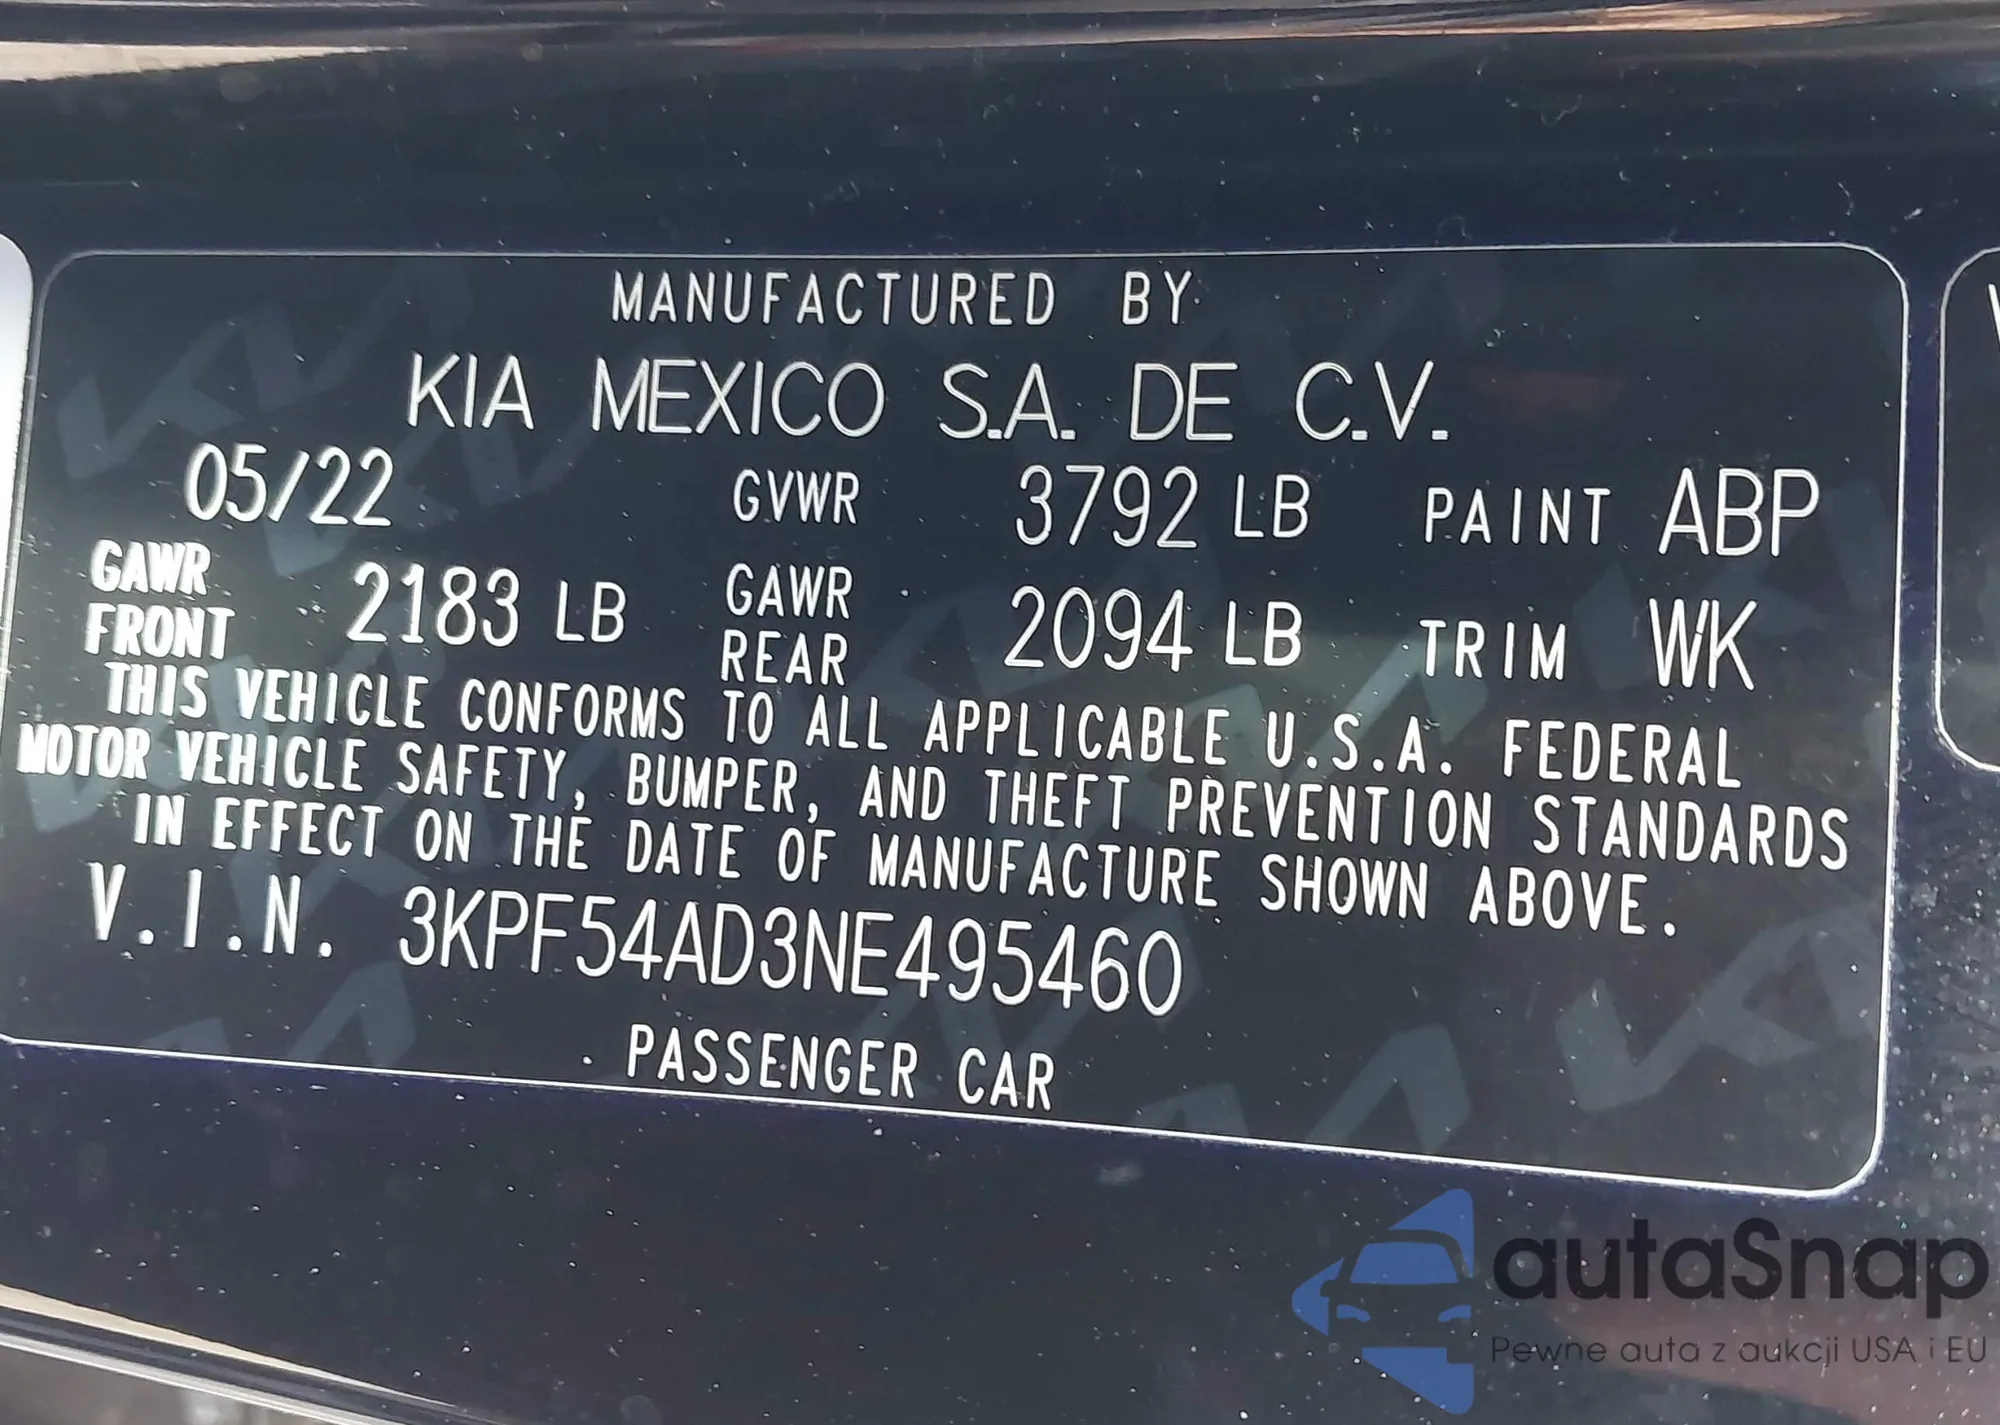 MANUFACTURED BY
KIA MEXICO S.A. DE C.V.
05/22 GVWR 3792 LB PAINT ABP
GAWR FRONT 2183 LB GAWR REAR 2094 LB TRIM WK
THIS VEHICLE CONFORMS TO ALL APPLICABLE U.S.A. FEDERAL
MOTOR VEHICLE SAFETY, BUMPER, AND THEFT PREVENTION STANDARDS
IN EFFECT ON THE DATE OF MANUFACTURE SHOWN ABOVE.
V.I.N. 3KPF54AD3NE495460
PASSENGER CAR
autaSnap
Pewne auta z aukcji USA i EU